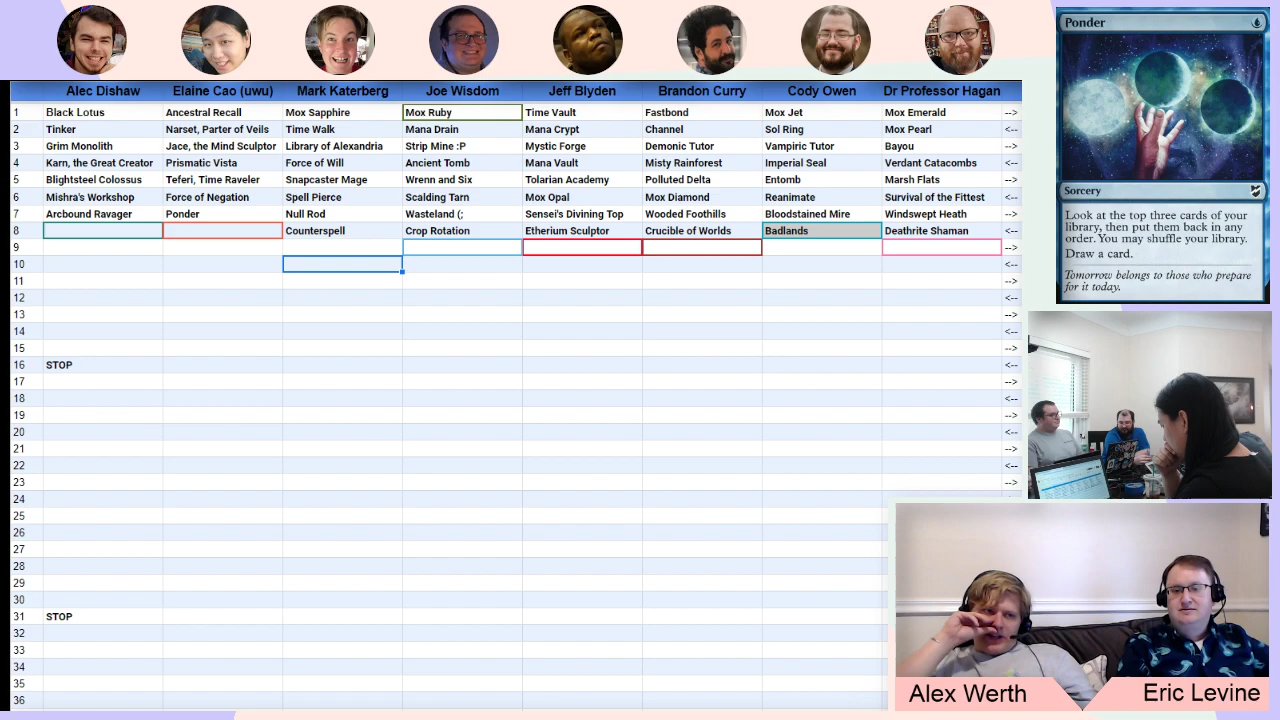 Alec Dishaw Elaine Cao (uwu) Mark Katerberg Joe Wisdom Jeff Blyden Brandon Curry Cody Owen Dr Professor Hagan
1 Black Lotus Ancestral Recall Mox Sapphire Mox Ruby Time Vault Fastbond Mox Jet Mox Emerald -->
2 Tinker Narset, Parter of Veils Time Walk Mana Drain Mana Crypt Channel Sol Ring Mox Pearl <--
3 Grim Monolith Jace, the Mind Sculptor Library of Alexandria Strip Mine :P Mystic Forge Demonic Tutor Vampiric Tutor Bayou -->
4 Karn, the Great Creator Prismatic Vista Force of Will Ancient Tomb Mana Vault Misty Rainforest Imperial Seal Verdant Catacombs <--
5 Blightsteel Colossus Teferi, Time Raveler Snapcaster Mage Wrenn and Six Tolarian Academy Polluted Delta Entomb Marsh Flats -->
6 Mishra's Workshop Force of Negation Spell Pierce Scalding Tarn Mox Opal Mox Diamond Reanimate Survival of the Fittest <--
7 Arcbound Ravager Ponder Null Rod Wasteland (; Sensei's Divining Top Wooded Foothills Bloodstained Mire Windswept Heath -->
8 Counterspell Crop Rotation Etherium Sculptor Crucible of Worlds Badlands Deathrite Shaman <--
9 -->
10 <--
11 -->
12 <--
13 -->
14 <--
15 -->
16 STOP <--
17 -->
18 <--
19 -->
20 <--
21 -->
22 <--
23 -->
24
25
26
27
28
29
30
31 STOP
32
33
34
35
36
Ponder
Sorcery
Look at the top three cards of your
library, then put them back in any
order. You may shuffle your library.
Draw a card.
Tomorrow belongs to those who prepare
for it today.
Alex Werth
Eric Levine